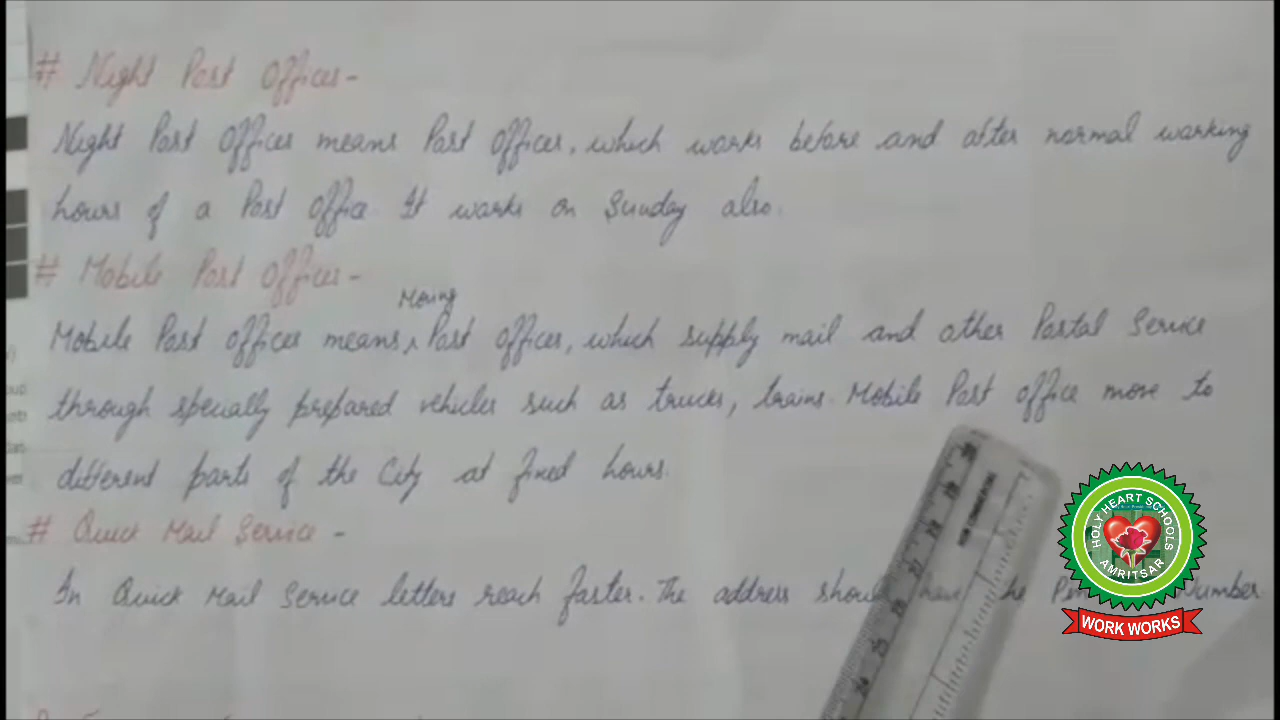 # Night Post Offices -
Night Post Offices means Post Offices, which works before and after normal working
hours of a Post Office. It works on Sunday also.
# Mobile Post Offices -
Moving
Mobile Post offices means ^ Post Offices, which supply mail and other Postal Service
through specially prepared vehicles such as trucks, trains. Mobile Post office move to
different parts of the City at fixed hours.
# Quick Mail Service -
In Quick Mail Service letters reach faster. The address should have the Number
HOLY HEART SCHOOLS
AMRITSAR
WORK WORKS